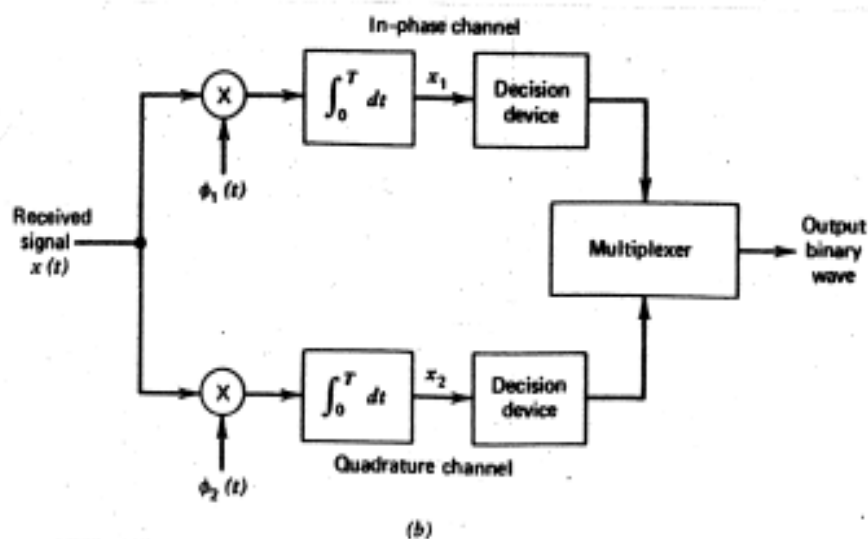 In-phase channel
X
∫₀ᵀ dt
x₁
Decision
device
ϕ₁(t)
Received
signal
x(t)
Multiplexer
Output
binary
wave
X
∫₀ᵀ dt
x₂
Decision
device
ϕ₂(t)
Quadrature channel
(b)